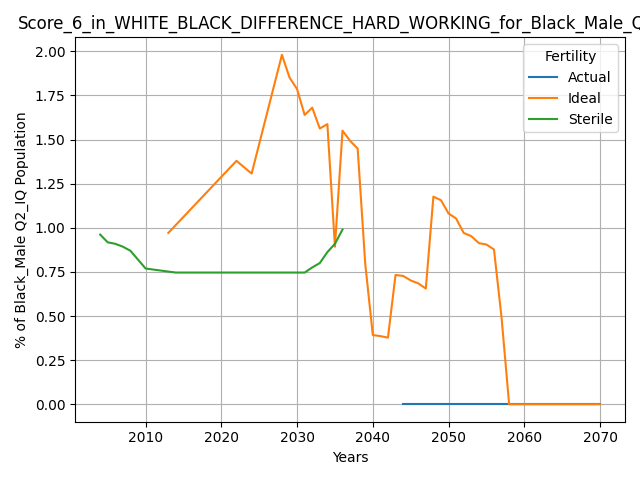 Score_6_in_WHITE_BLACK_DIFFERENCE_HARD_WORKING_for_Black_Male_Q
Fertility
Actual
Ideal
Sterile
% of Black_Male Q2_IQ Population
2.00
1.75
1.50
1.25
1.00
0.75
0.50
0.25
0.00
2010 2020 2030 2040 2050 2060 2070
Years